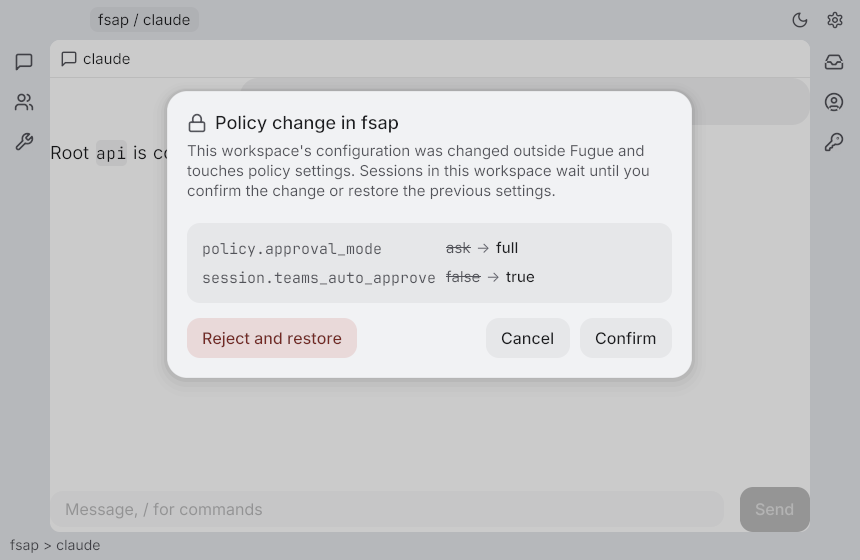 fsap / claude
claude
Policy change in fsap
This workspace's configuration was changed outside Fugue and
touches policy settings. Sessions in this workspace wait until you
confirm the change or restore the previous settings.
Root api is
policy.approval_mode ask → full
session.teams_auto_approve false → true
Reject and restore Cancel Confirm
Message, / for commands Send
fsap > claude